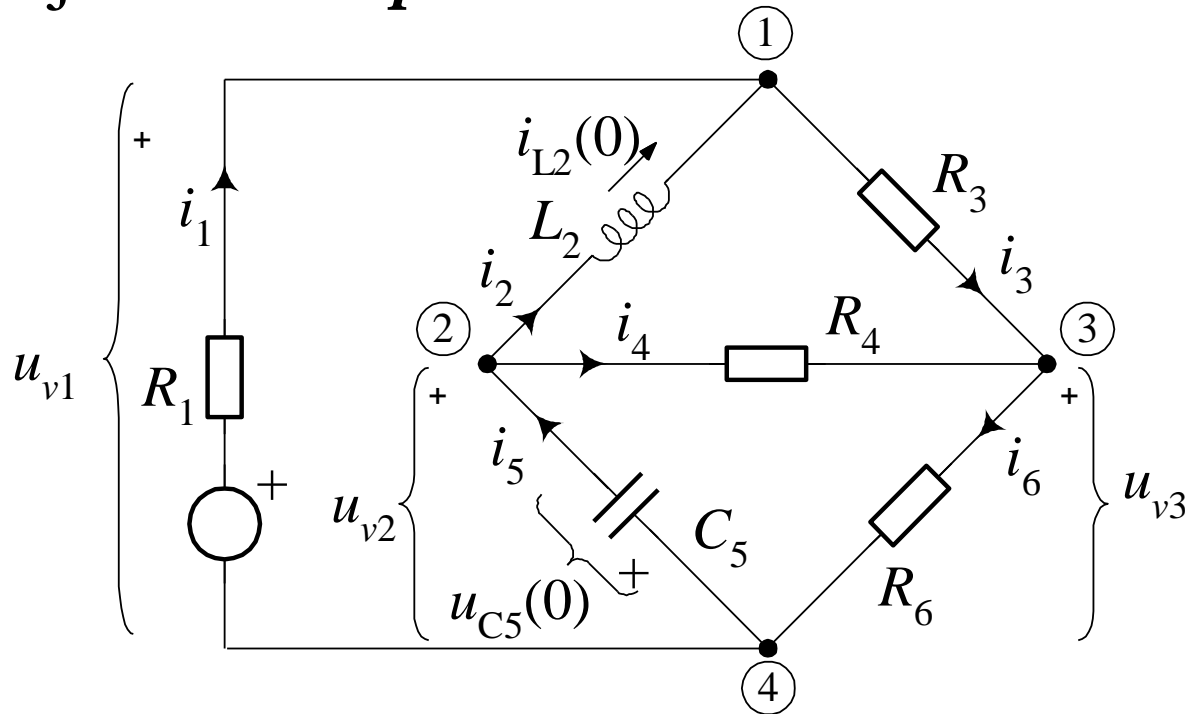 1
+
i_L2(0)
i_1
L_2
R_3
i_2
i_3
2
i_4
R_4
3
u_v1
R_1
+
+
i_5
i_6
+
u_v2
C_5
u_v3
u_C5(0)
+
R_6
4